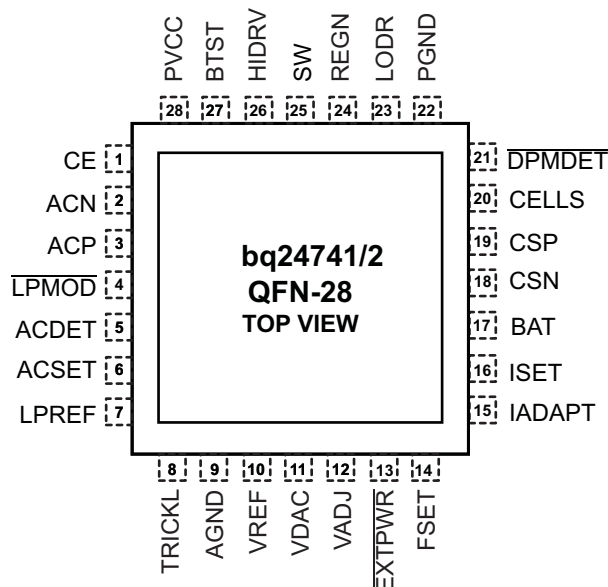 PVCC
BTST
HIDRV
SW
REGN
LODR
PGND
28
27
26
25
24
23
22
CE 1
ACN 2
ACP 3
LPMOD 4
ACDET 5
ACSET 6
LPREF 7
bq24741/2
QFN-28
TOP VIEW
21 DPMDET
20 CELLS
19 CSP
18 CSN
17 BAT
16 ISET
15 IADAPT
8
9
10
11
12
13
14
TRICKL
AGND
VREF
VDAC
VADJ
EXTPWR
FSET